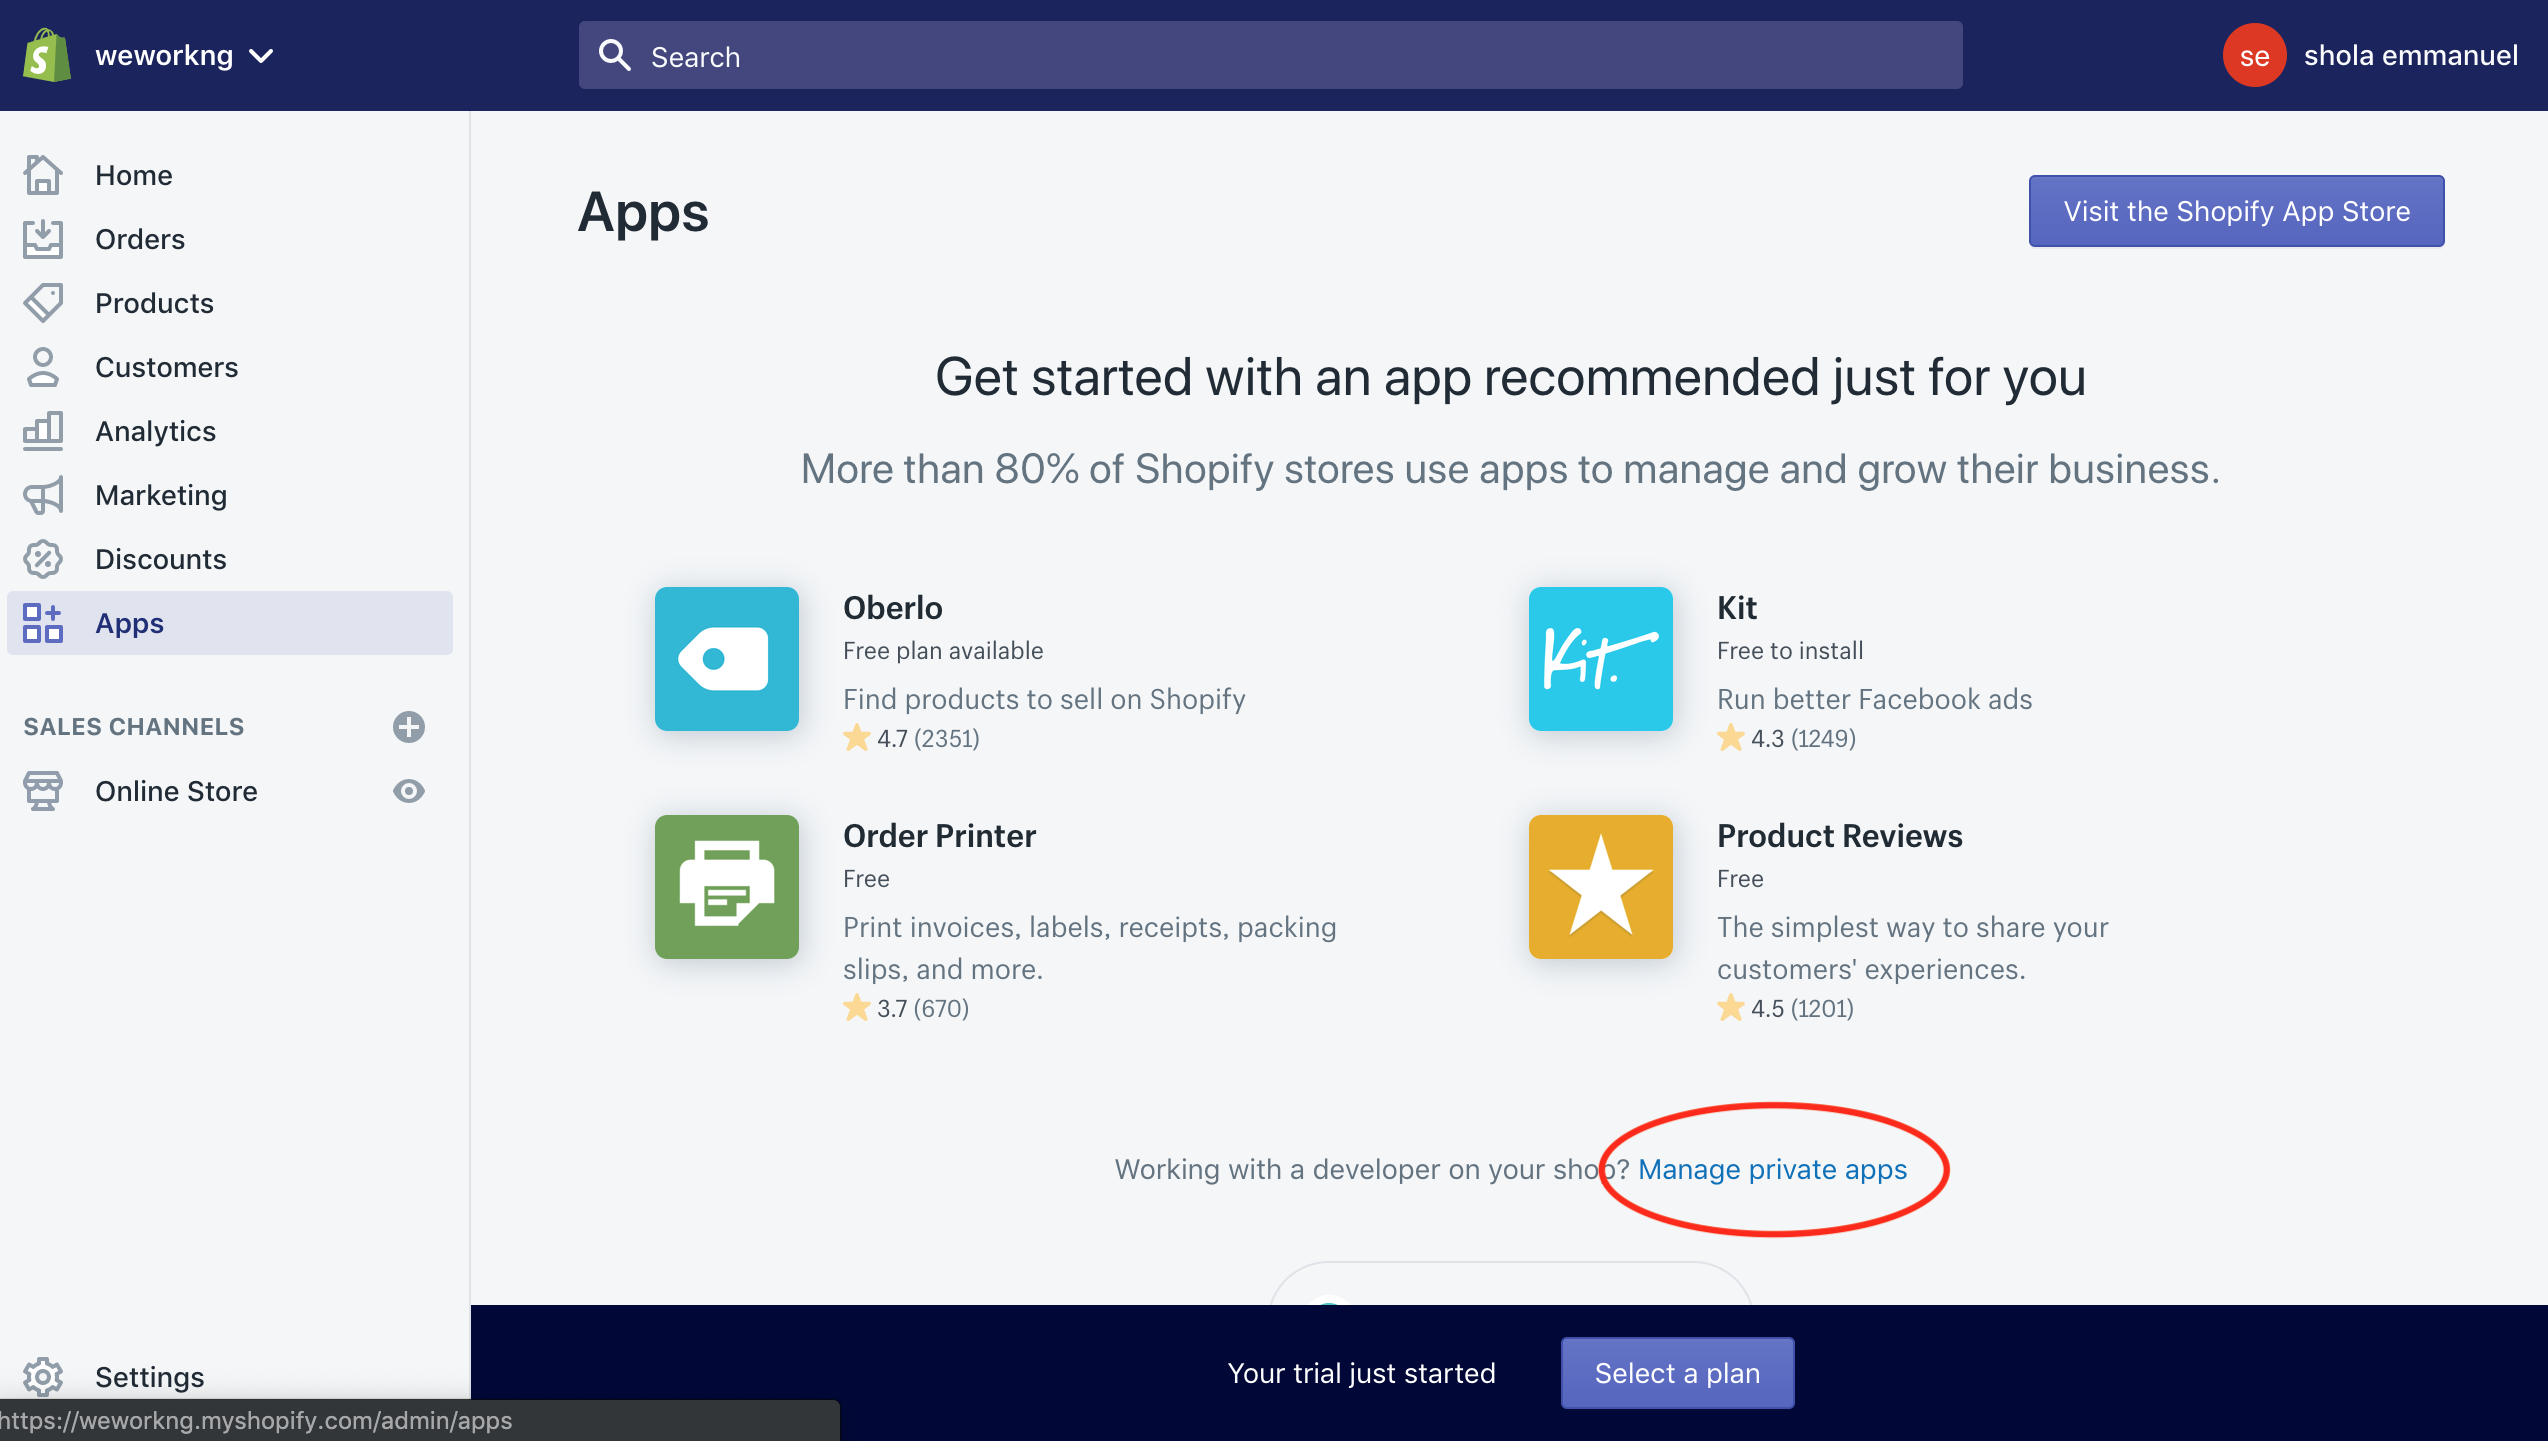 weworkng
Search
se
shola emmanuel
Home
Orders
Products
Customers
Analytics
Marketing
Discounts
Apps
SALES CHANNELS
Online Store
Settings
https://weworkng.myshopify.com/admin/apps
Apps
Visit the Shopify App Store
Get started with an app recommended just for you
More than 80% of Shopify stores use apps to manage and grow their business.
Oberlo
Free plan available
Find products to sell on Shopify
4.7 (2351)
Kit
Kit.
Free to install
Run better Facebook ads
4.3 (1249)
Order Printer
Free
Print invoices, labels, receipts, packing
slips, and more.
3.7 (670)
Product Reviews
Free
The simplest way to share your
customers' experiences.
4.5 (1201)
Working with a developer on your shop? Manage private apps
Your trial just started
Select a plan